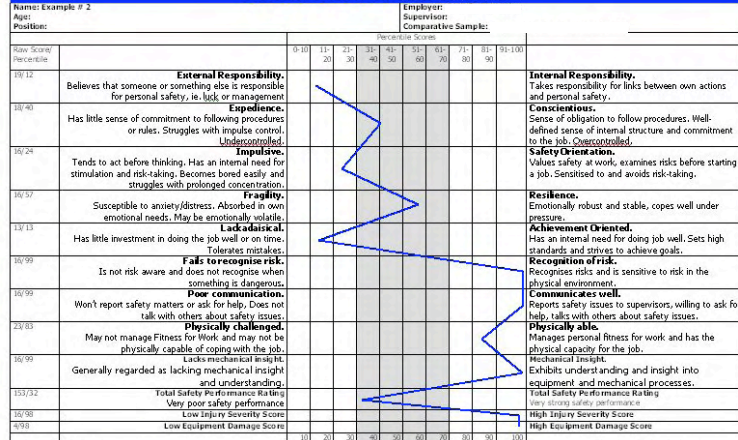 Name: Example # 2 Employer:
Age: Supervisor:
Position: Comparative Sample:
Percentile Scores
Raw Score/ Percentile 0-10 11-20 21-30 31-40 41-50 51-60 61-70 71-80 81-90 91-100
19/12 External Responsibility. Internal Responsibility.
Believes that someone or something else is responsible Takes responsibility for links between own actions
for personal safety, ie. luck or management and personal safety.
18/40 Expedience. Conscientious.
Has little sense of commitment to following procedures Sense of obligation to follow procedures. Well-
or rules. Struggles with impulse control. defined sense of internal structure and commitment
Undercontrolled. to the job. Overcontrolled.
16/24 Impulsive. Safety Orientation.
Tends to act before thinking. Has an internal need for Values safety at work, examines risks before starting
stimulation and risk-taking. Becomes bored easily and a job. Sensitised to and avoids risk-taking.
struggles with prolonged concentration.
16/57 Fragility. Resilience.
Susceptible to anxiety/distress. Absorbed in own Emotionally robust and stable, copes well under
emotional needs. May be emotionally volatile. pressure.
13/13 Lackadaisical. Achievement Oriented.
Has little investment in doing the job well or on time. Has an internal need for doing job well. Sets high
Tolerates mistakes. standards and strives to achieve goals.
16/99 Fails to recognise risk. Recognition of risk.
Is not risk aware and does not recognise when Recognises risks and is sensitive to risk in the
something is dangerous. physical environment.
16/99 Poor communication. Communicates well.
Won't report safety matters or ask for help, Does not Reports safety issues to supervisors, willing to ask for
talk with others about safety issues. help, talks with others about safety issues.
23/83 Physically challenged. Physically able.
May not manage Fitness for Work and may not be Manages personal fitness for work and has the
physically capable of coping with the job. physical capacity for the job.
16/99 Lacks mechanical insight. Mechanical Insight.
Generally regarded as lacking mechanical insight Exhibits understanding and insight into
and understanding. equipment and mechanical processes.
153/32 Total Safety Performance Rating Total Safety Performance Rating
Very poor safety performance Very strong safety performance
16/98 Low Injury Severity Score High Injury Severity Score
4/98 Low Equipment Damage Score High Equipment Damage Score
10 20 30 40 50 60 70 80 90 100